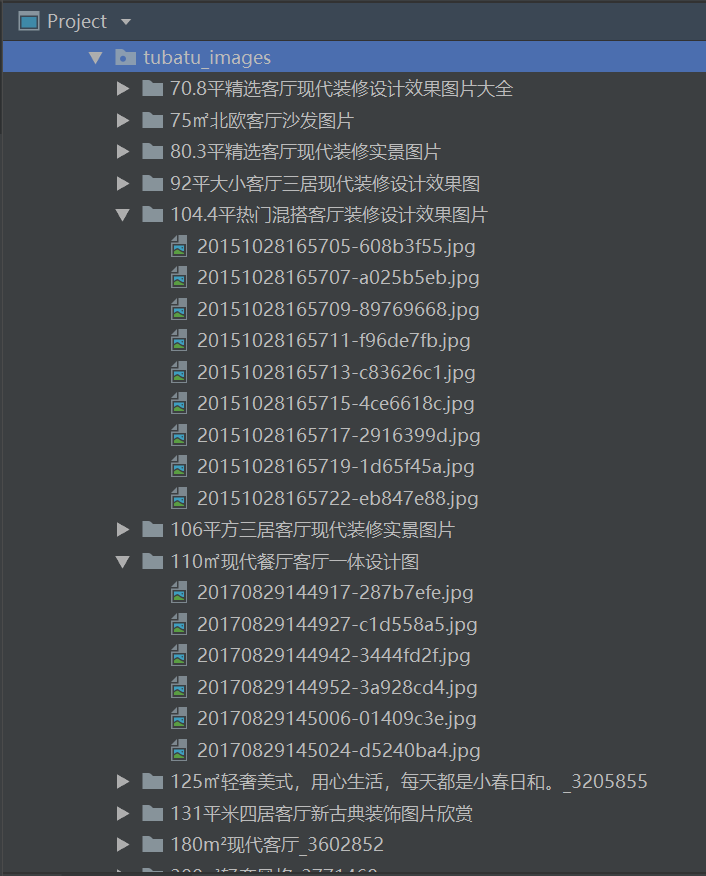 Project
tubatu_images
70.8平精选客厅现代装修设计效果图片大全
75㎡北欧客厅沙发图片
80.3平精选客厅现代装修实景图片
92平大小客厅三居现代装修设计效果图
104.4平热门混搭客厅装修设计效果图片
20151028165705-608b3f55.jpg
20151028165707-a025b5eb.jpg
20151028165709-89769668.jpg
20151028165711-f96de7fb.jpg
20151028165713-c83626c1.jpg
20151028165715-4ce6618c.jpg
20151028165717-2916399d.jpg
20151028165719-1d65f45a.jpg
20151028165722-eb847e88.jpg
106平方三居客厅现代装修实景图片
110㎡现代餐厅客厅一体设计图
20170829144917-287b7efe.jpg
20170829144927-c1d558a5.jpg
20170829144942-3444fd2f.jpg
20170829144952-3a928cd4.jpg
20170829145006-01409c3e.jpg
20170829145024-d5240ba4.jpg
125㎡轻奢美式，用心生活，每天都是小春日和。_3205855
131平米四居客厅新古典装饰图片欣赏
180m²现代客厅_3602852